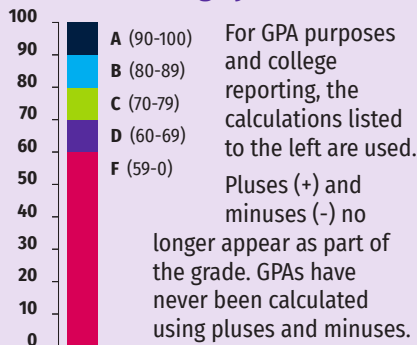 100
90
80
70
60
50
40
30
20
10
0
A (90-100)
B (80-89)
C (70-79)
D (60-69)
F (59-0)
For GPA purposes
and college
reporting, the
calculations listed
to the left are used.
Pluses (+) and
minuses (-) no
longer appear as part of
the grade. GPAs have
never been calculated
using pluses and minuses.